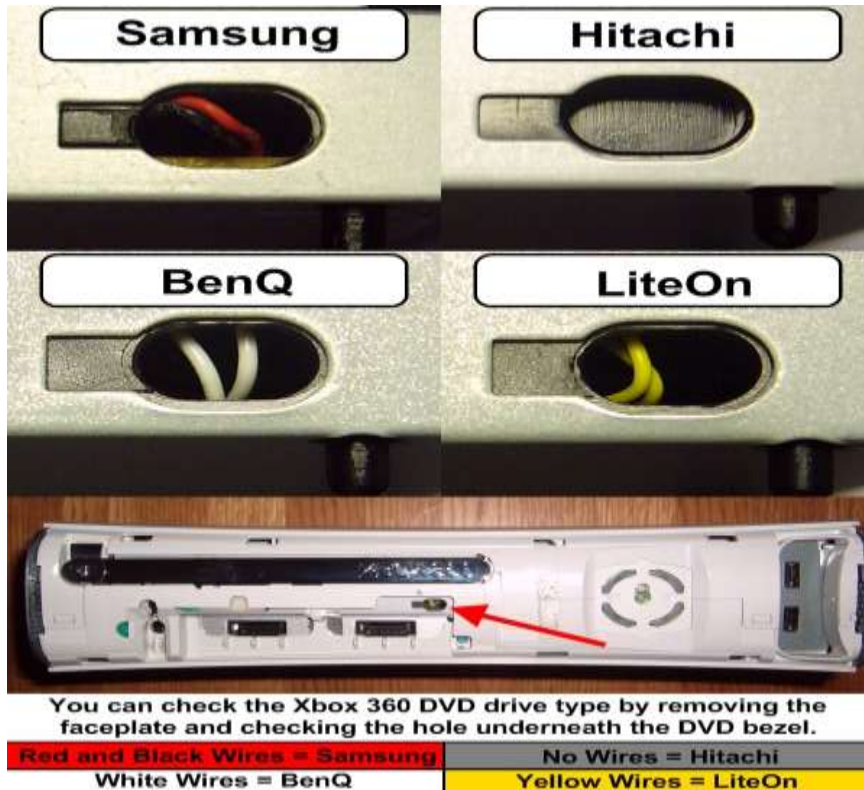 Samsung
Hitachi
BenQ
LiteOn
You can check the Xbox 360 DVD drive type by removing the
faceplate and checking the hole underneath the DVD bezel.
Red and Black Wires = Samsung
No Wires = Hitachi
White Wires = BenQ
Yellow Wires = LiteOn